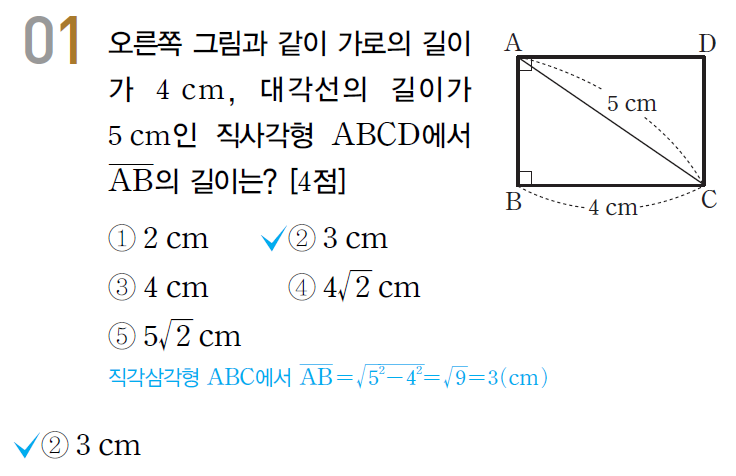 01
오른쪽 그림과 같이 가로의 길이
가 4 cm, 대각선의 길이가
5 cm인 직사각형 ABCD에서
\overline{AB}의 길이는? [4점]
A D
5 cm
B 4 cm C
① 2 cm ✓② 3 cm
③ 4 cm ④ 4√2 cm
⑤ 5√2 cm
직각삼각형 ABC에서 \overline{AB}=√(5²−4²)=√9=3(cm)
✓② 3 cm